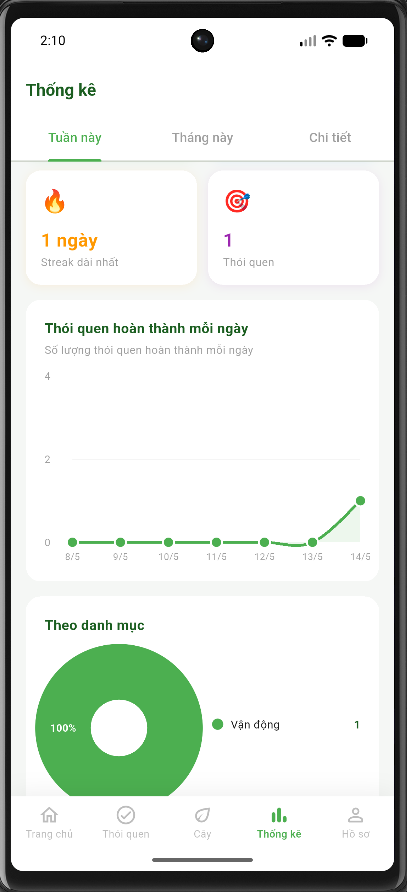 2:10
Thống kê
Tuần này
Tháng này
Chi tiết
1 ngày
Streak dài nhất
1
Thói quen
Thói quen hoàn thành mỗi ngày
Số lượng thói quen hoàn thành mỗi ngày
4
2
0
8/5 9/5 10/5 11/5 12/5 13/5 14/5
Theo danh mục
100%
Vận động 1
Trang chủ
Thói quen
Cây
Thống kê
Hồ sơ